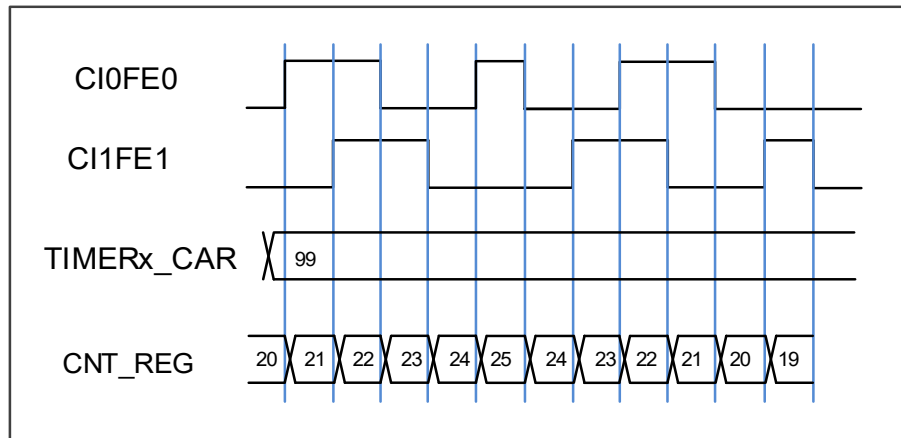 CI0FE0
CI1FE1
TIMERx_CAR 99
CNT_REG 20 21 22 23 24 25 24 23 22 21 20 19